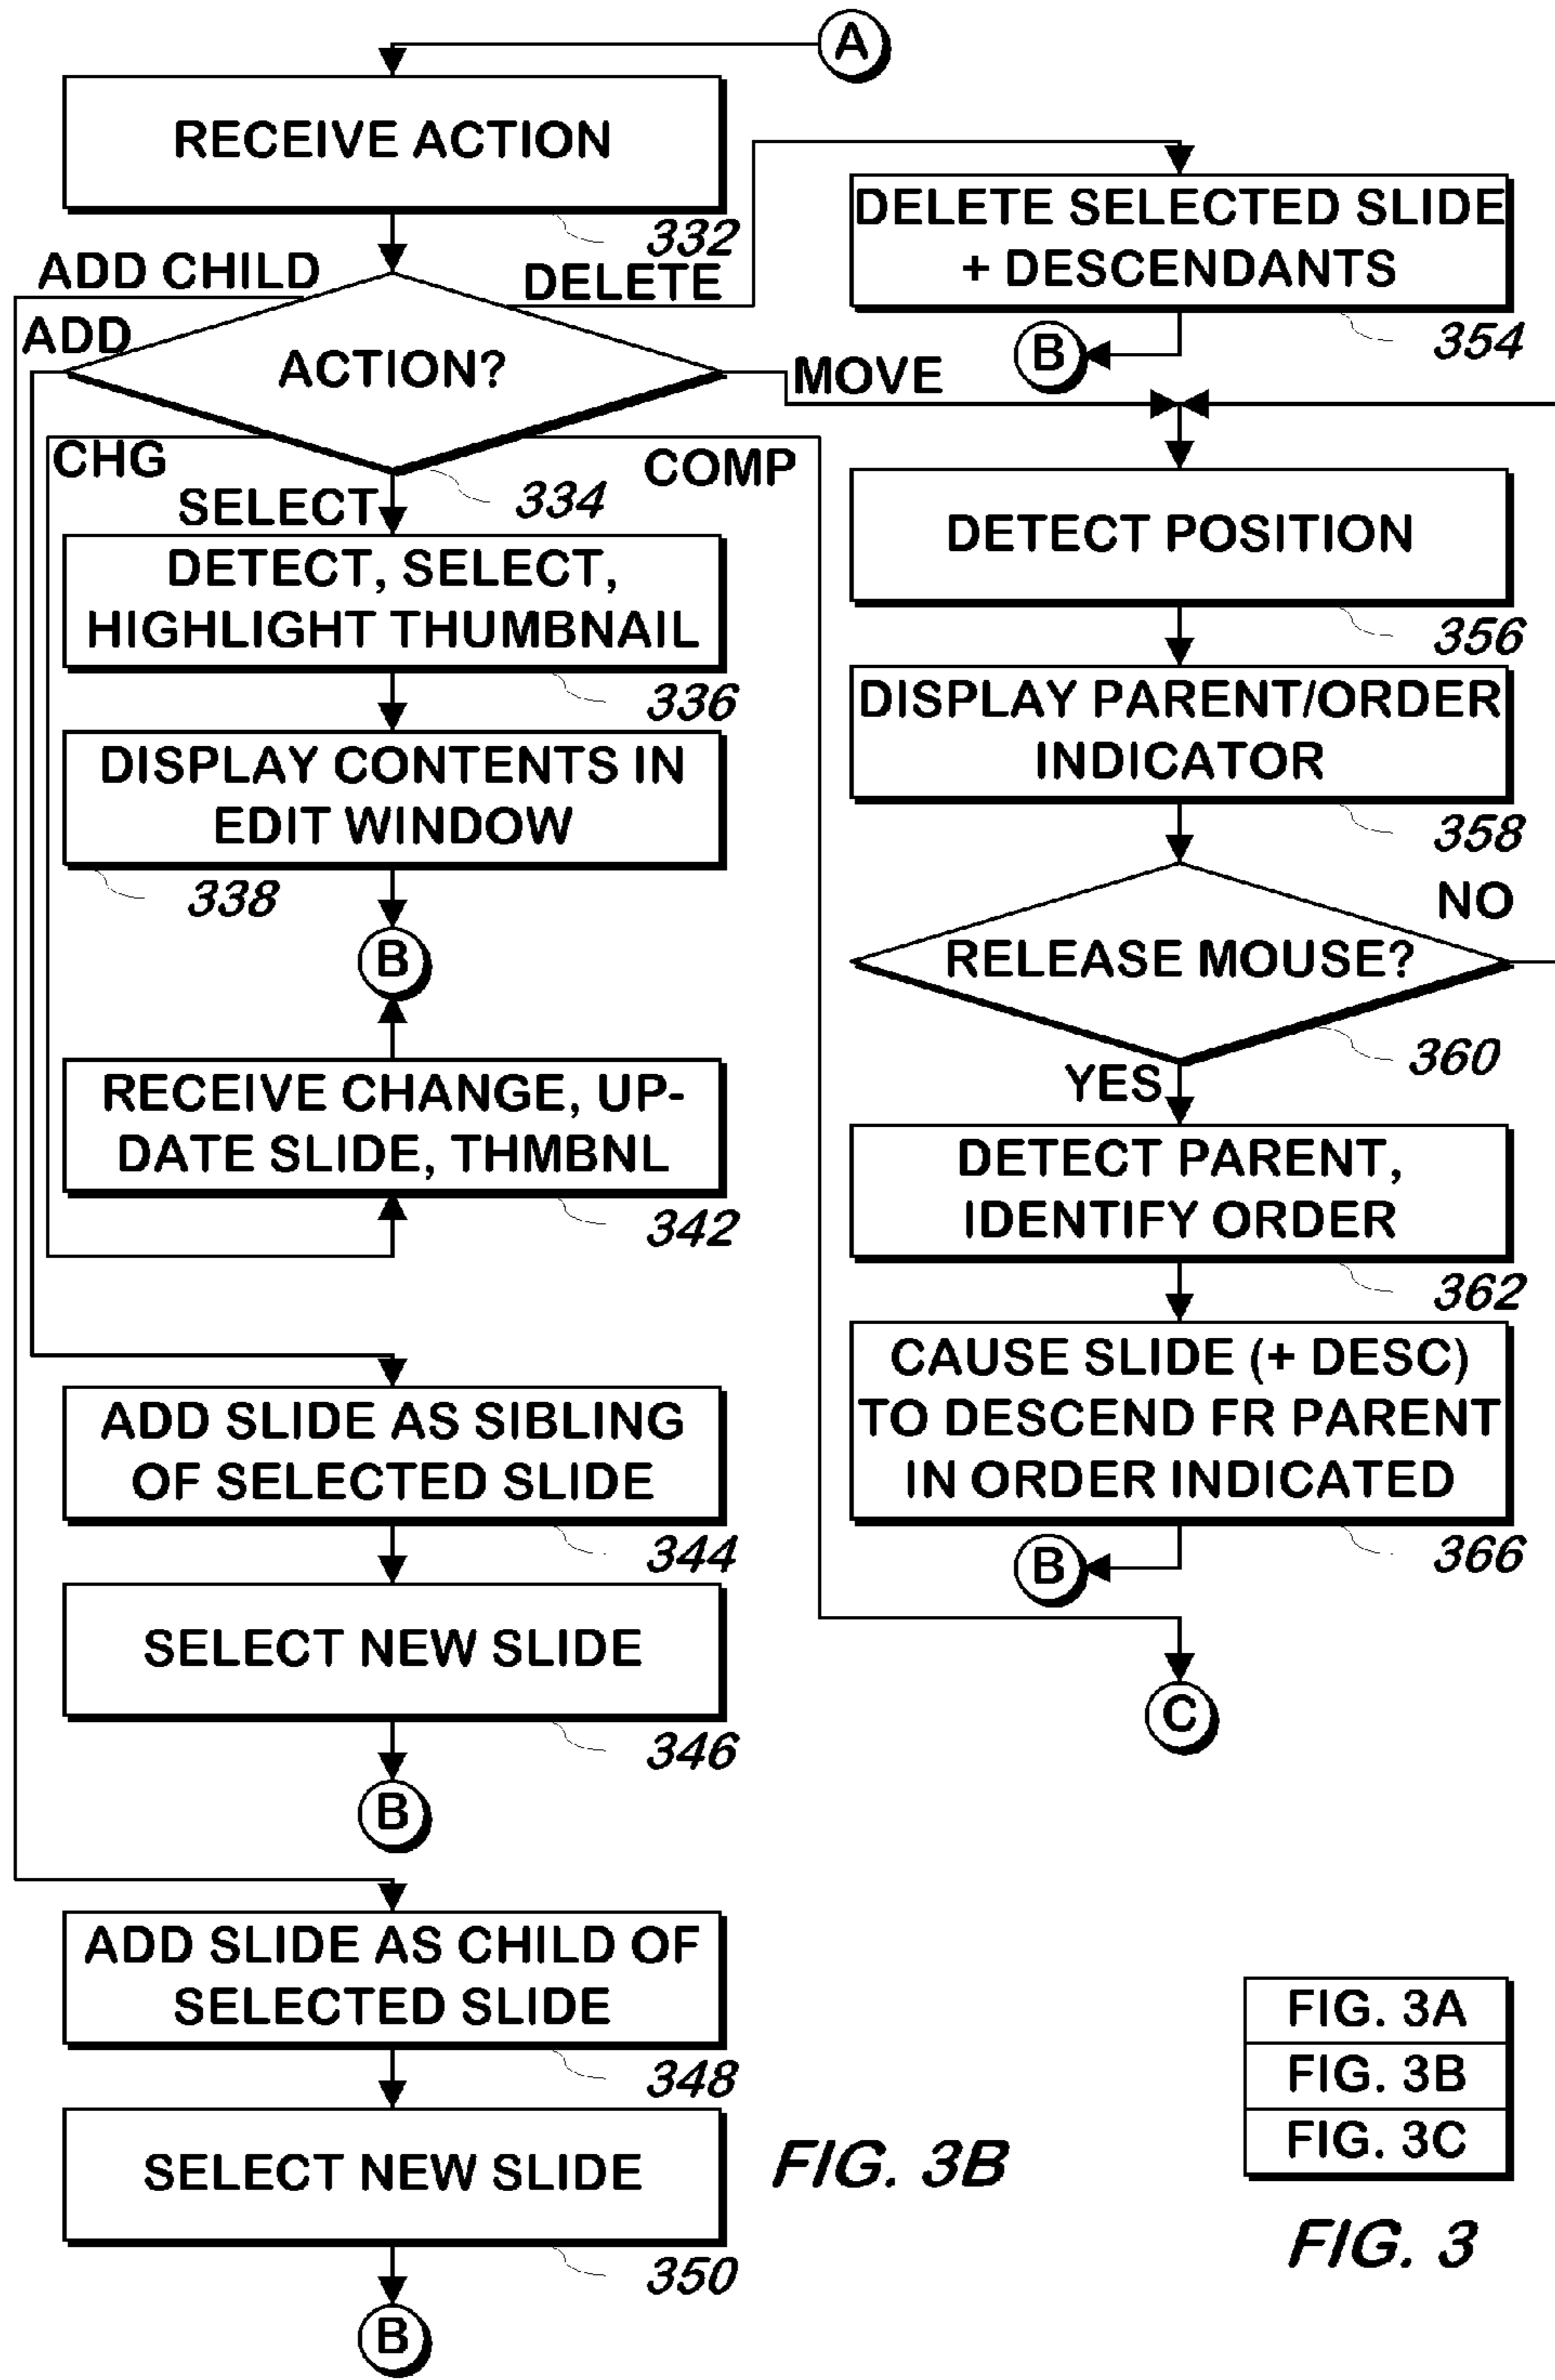 A
RECEIVE ACTION
332
ADD CHILD
ADD
DELETE
ACTION?
MOVE
CHG
COMP
334
SELECT
DETECT, SELECT,
HIGHLIGHT THUMBNAIL
336
DISPLAY CONTENTS IN
EDIT WINDOW
338
B
RECEIVE CHANGE, UP-
DATE SLIDE, THMBNL
342
ADD SLIDE AS SIBLING
OF SELECTED SLIDE
344
SELECT NEW SLIDE
346
B
ADD SLIDE AS CHILD OF
SELECTED SLIDE
348
SELECT NEW SLIDE
350
B
DELETE SELECTED SLIDE
+ DESCENDANTS
354
B
DETECT POSITION
356
DISPLAY PARENT/ORDER
INDICATOR
358
NO
RELEASE MOUSE?
360
YES
DETECT PARENT,
IDENTIFY ORDER
362
CAUSE SLIDE (+ DESC)
TO DESCEND FR PARENT
IN ORDER INDICATED
366
B
C
FIG. 3B
FIG. 3A
FIG. 3B
FIG. 3C
FIG. 3